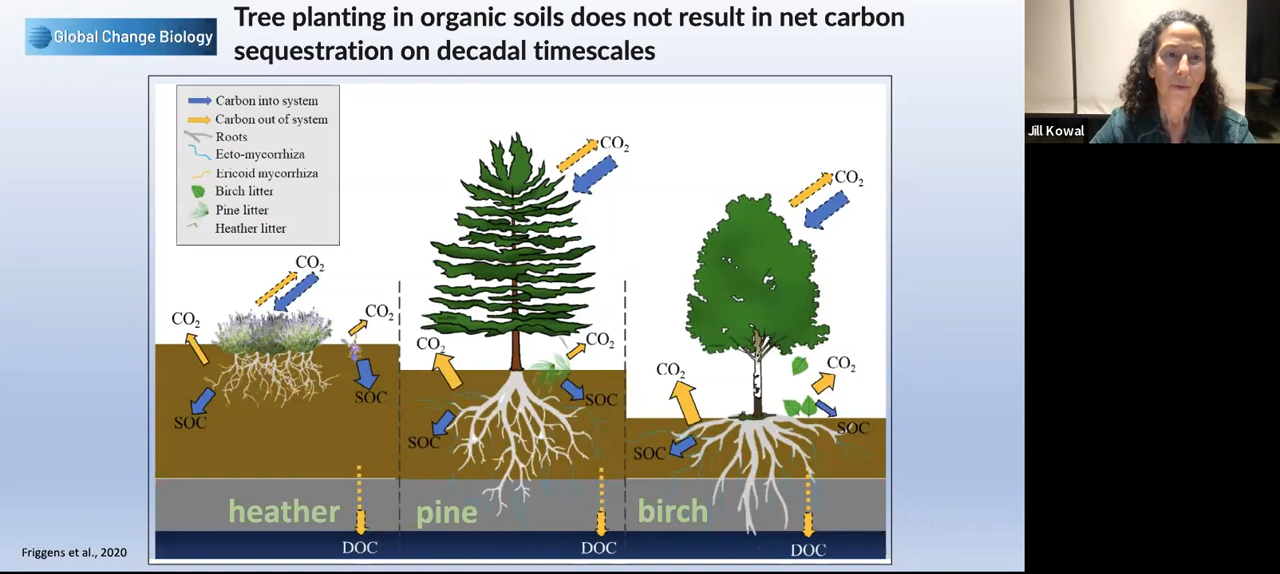 Global Change Biology
Tree planting in organic soils does not result in net carbon
sequestration on decadal timescales
Carbon into system
Carbon out of system
Roots
Ecto-mycorrhiza
Ericoid mycorrhiza
Birch litter
Pine litter
Heather litter
CO2
CO2
CO2
SOC
SOC
heather
DOC
CO2
CO2
CO2
SOC
SOC
pine
DOC
CO2
CO2
CO2
SOC
SOC
birch
DOC
Friggens et al., 2020
Jill Kowal